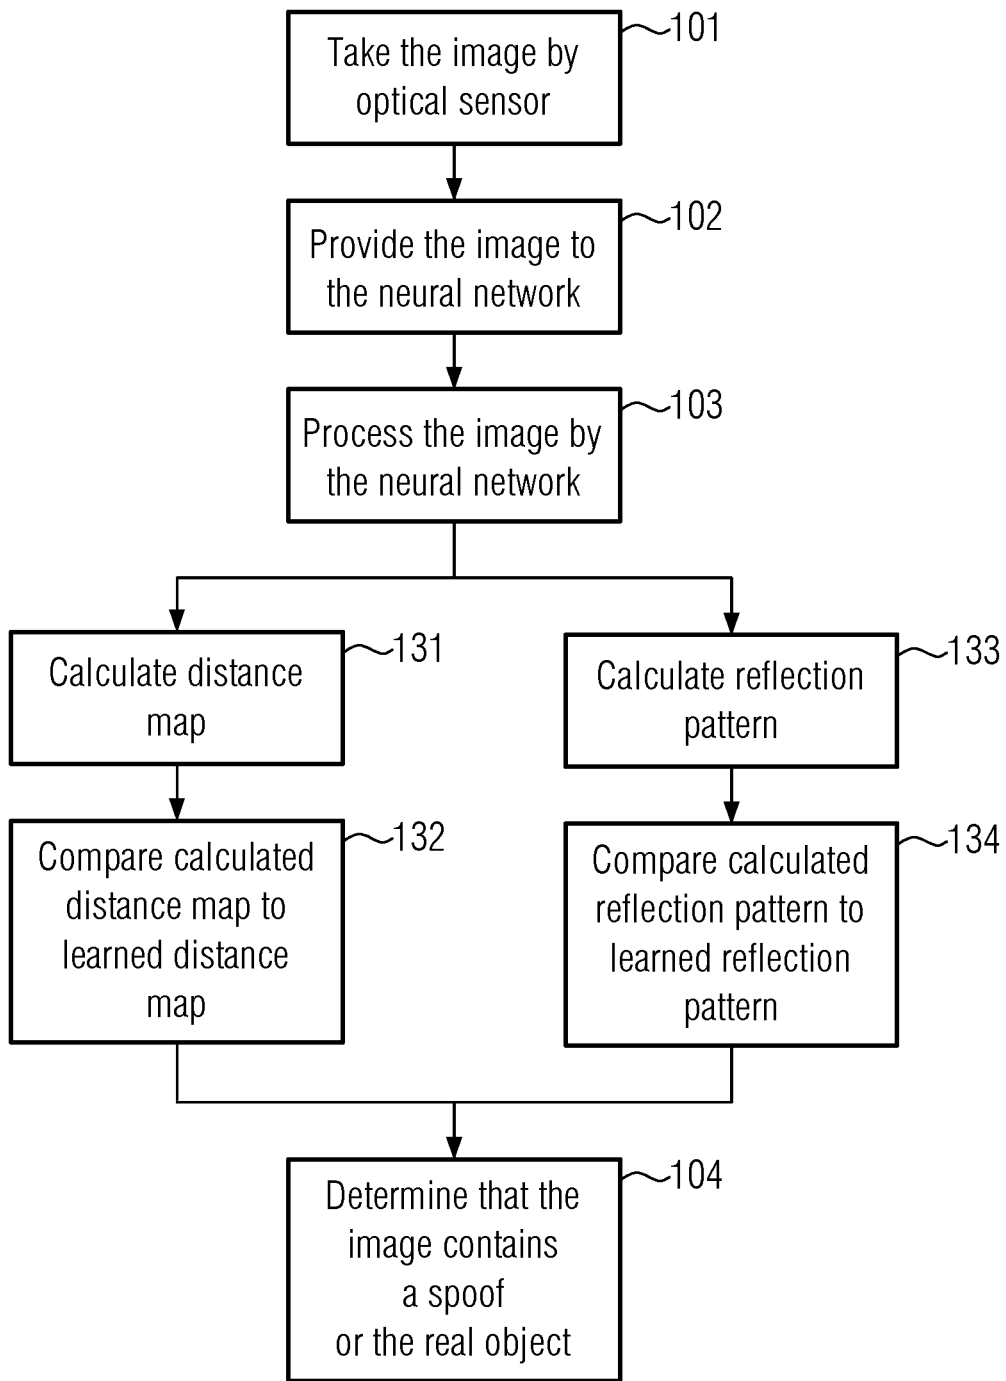 Take the image by
optical sensor
101
Provide the image to
the neural network
102
Process the image by
the neural network
103
Calculate distance
map
131
Calculate reflection
pattern
133
Compare calculated
distance map to
learned distance
map
132
Compare calculated
reflection pattern to
learned reflection
pattern
134
Determine that the
image contains
a spoof
or the real object
104